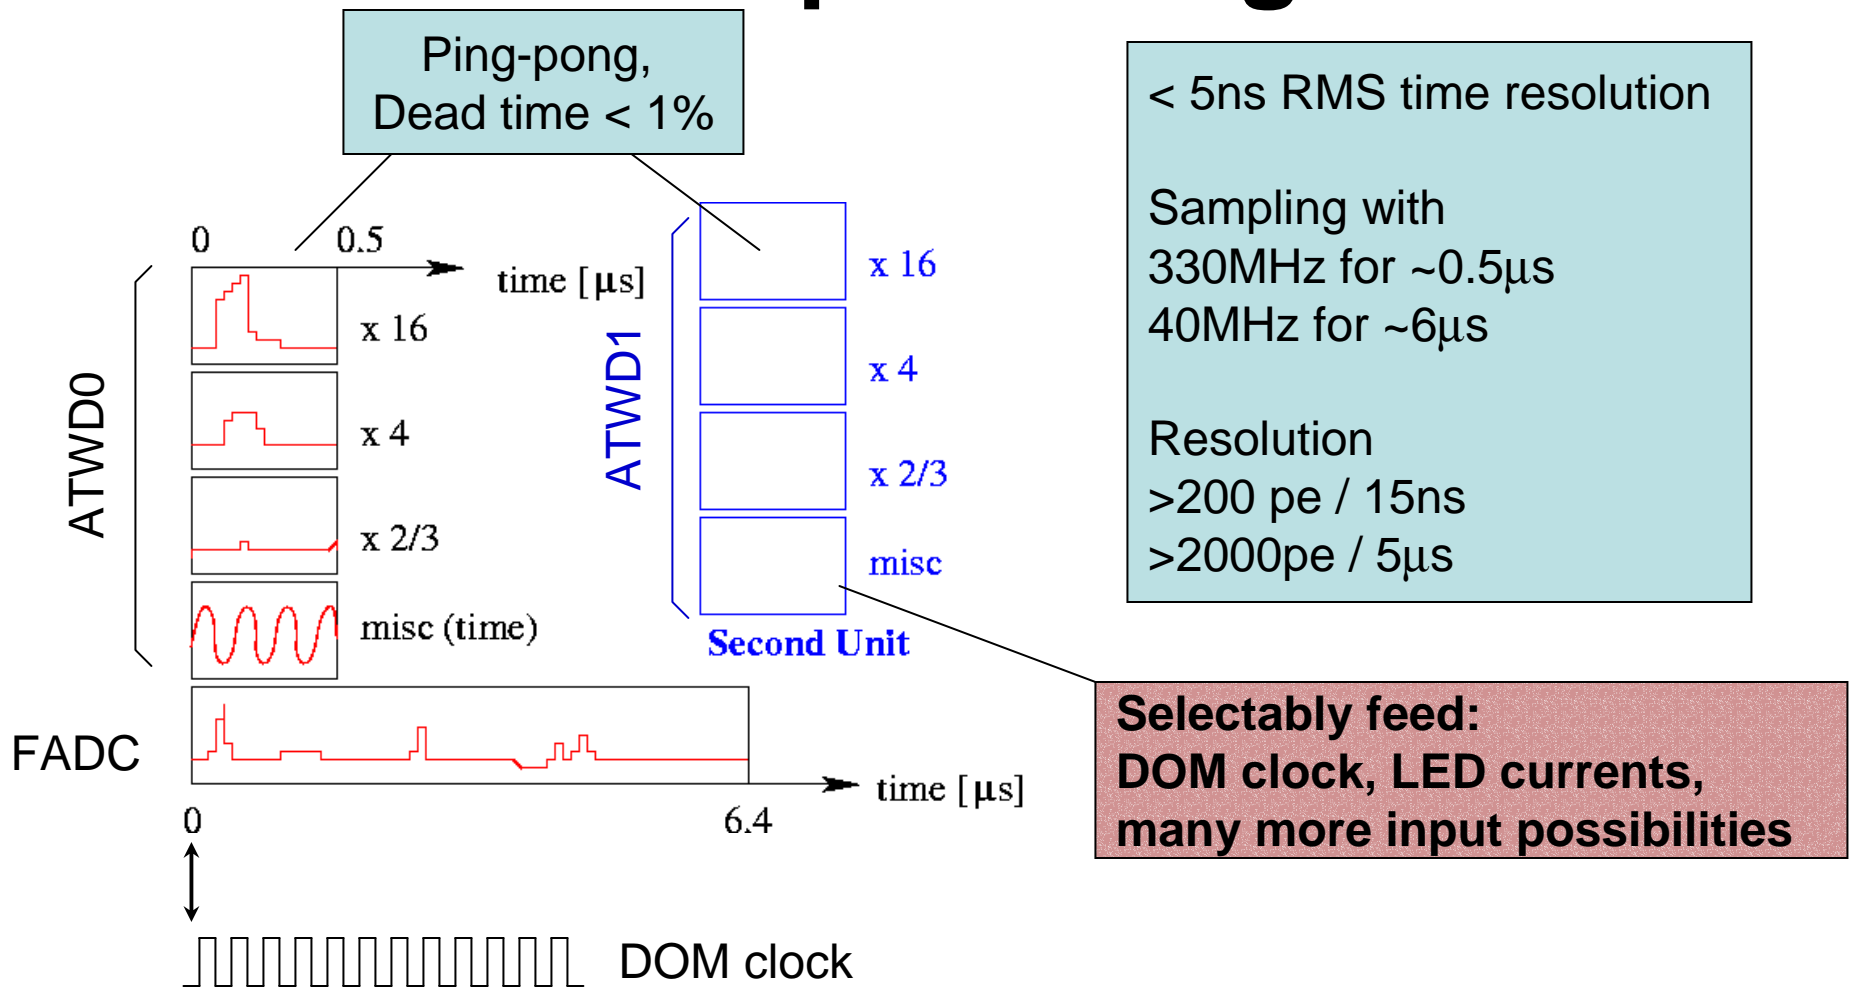 Ping-pong,
Dead time < 1%
< 5ns RMS time resolution
Sampling with
330MHz for ~0.5μs
40MHz for ~6μs
Resolution
>200 pe / 15ns
>2000pe / 5μs
0 0.5
time [μs]
ATWD0
x 16
x 4
x 2/3
misc (time)
ATWD1
x 16
x 4
x 2/3
misc
Second Unit
FADC
time [μs]
0 6.4
Selectably feed:
DOM clock, LED currents,
many more input possibilities
DOM clock